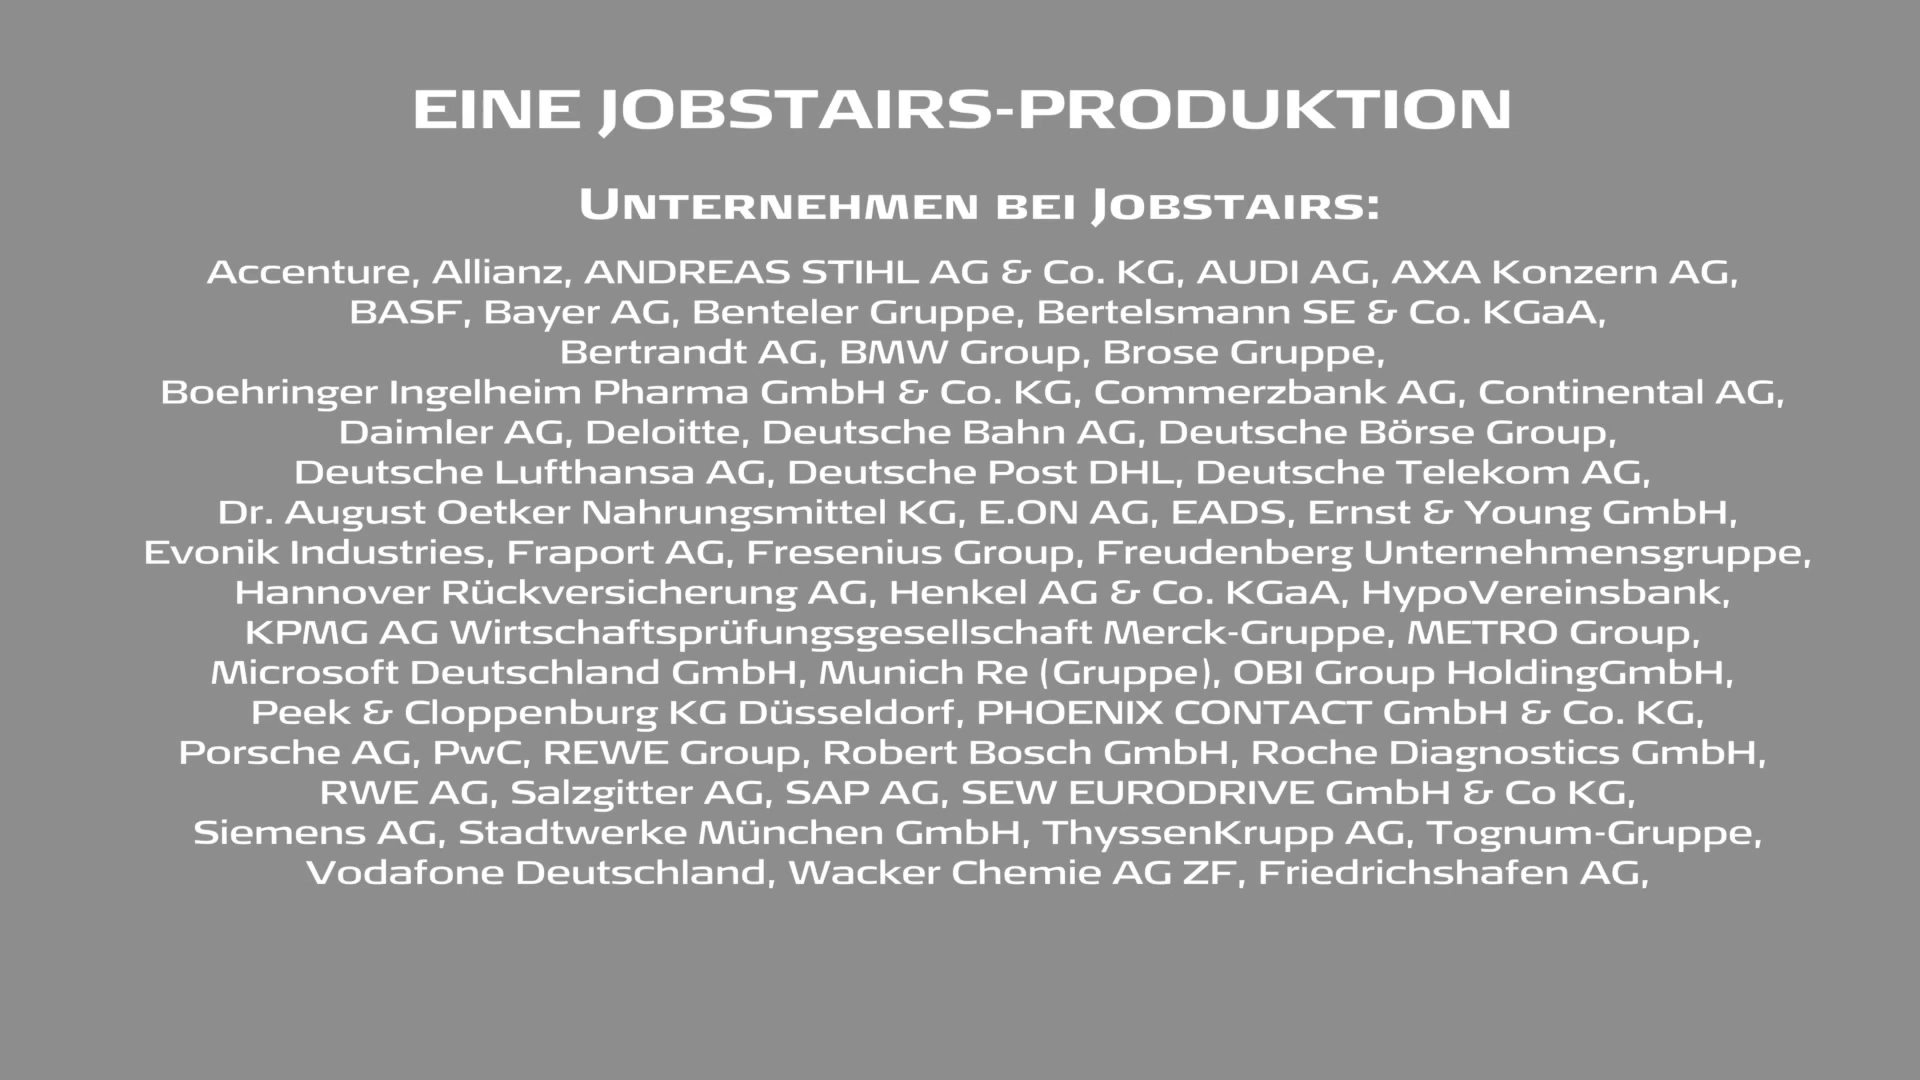 EINE JOBSTAIRS-PRODUKTION
UNTERNEHMEN BEI JOBSTAIRS:
Accenture, Allianz, ANDREAS STIHL AG & Co. KG, AUDI AG, AXA Konzern AG,
BASF, Bayer AG, Benteler Gruppe, Bertelsmann SE & Co. KGaA,
Bertrandt AG, BMW Group, Brose Gruppe,
Boehringer Ingelheim Pharma GmbH & Co. KG, Commerzbank AG, Continental AG,
Daimler AG, Deloitte, Deutsche Bahn AG, Deutsche Börse Group,
Deutsche Lufthansa AG, Deutsche Post DHL, Deutsche Telekom AG,
Dr. August Oetker Nahrungsmittel KG, E.ON AG, EADS, Ernst & Young GmbH,
Evonik Industries, Fraport AG, Fresenius Group, Freudenberg Unternehmensgruppe,
Hannover Rückversicherung AG, Henkel AG & Co. KGaA, HypoVereinsbank,
KPMG AG Wirtschaftsprüfungsgesellschaft Merck-Gruppe, METRO Group,
Microsoft Deutschland GmbH, Munich Re (Gruppe), OBI Group HoldingGmbH,
Peek & Cloppenburg KG Düsseldorf, PHOENIX CONTACT GmbH & Co. KG,
Porsche AG, PwC, REWE Group, Robert Bosch GmbH, Roche Diagnostics GmbH,
RWE AG, Salzgitter AG, SAP AG, SEW EURODRIVE GmbH & Co KG,
Siemens AG, Stadtwerke München GmbH, ThyssenKrupp AG, Tognum-Gruppe,
Vodafone Deutschland, Wacker Chemie AG ZF, Friedrichshafen AG,